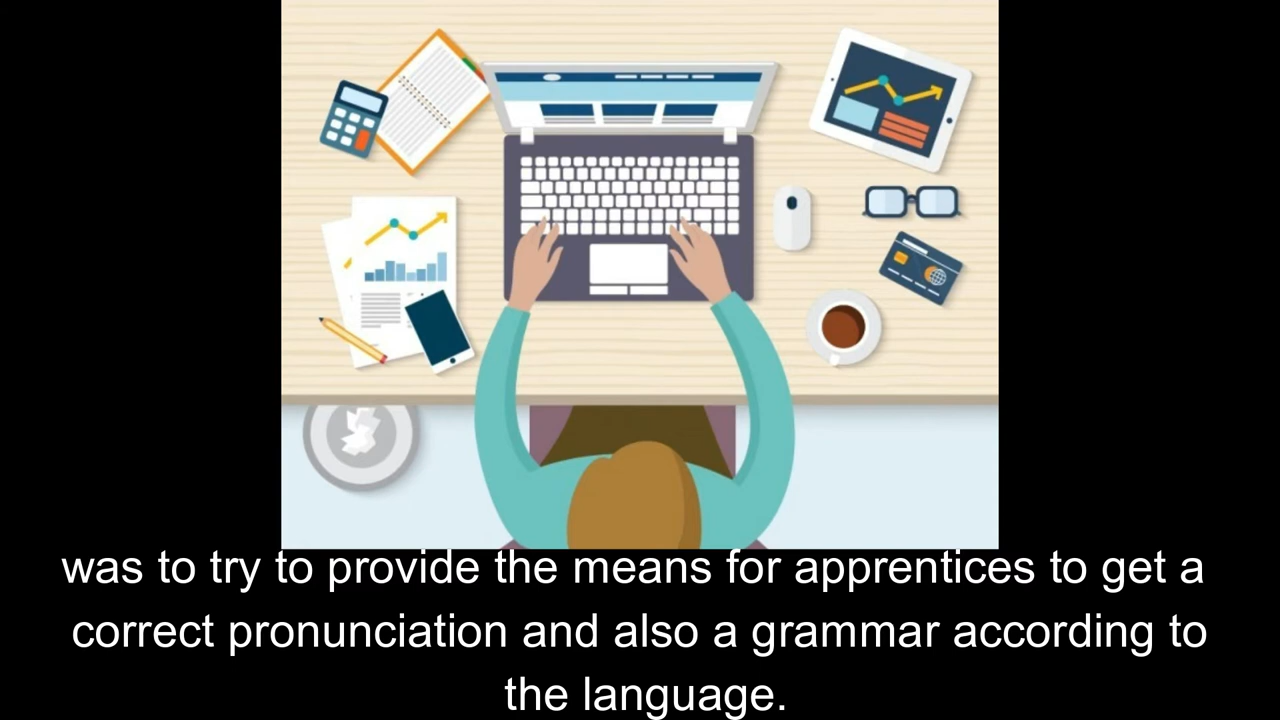 was to try to provide the means for apprentices to get a
correct pronunciation and also a grammar according to
the language.